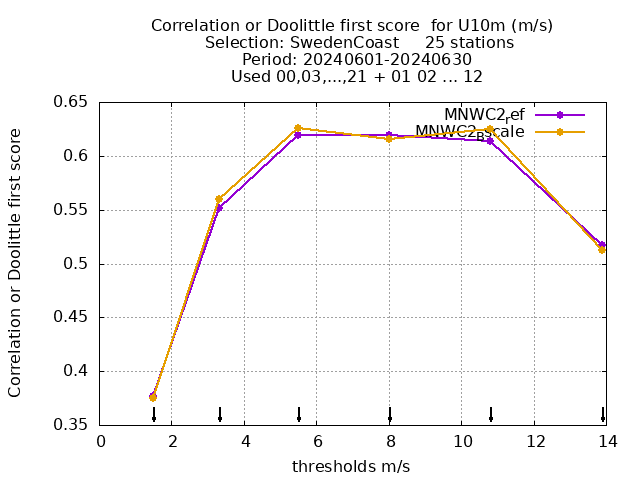 Correlation or Doolittle first score for U10m (m/s)
Selection: SwedenCoast 25 stations
Period: 20240601-20240630
Used 00,03,...,21 + 01 02 ... 12
Correlation or Doolittle first score
0.65
0.6
0.55
0.5
0.45
0.4
0.35
MNWC2_ref
MNWC2_Rscale
0 2 4 6 8 10 12 14
thresholds m/s